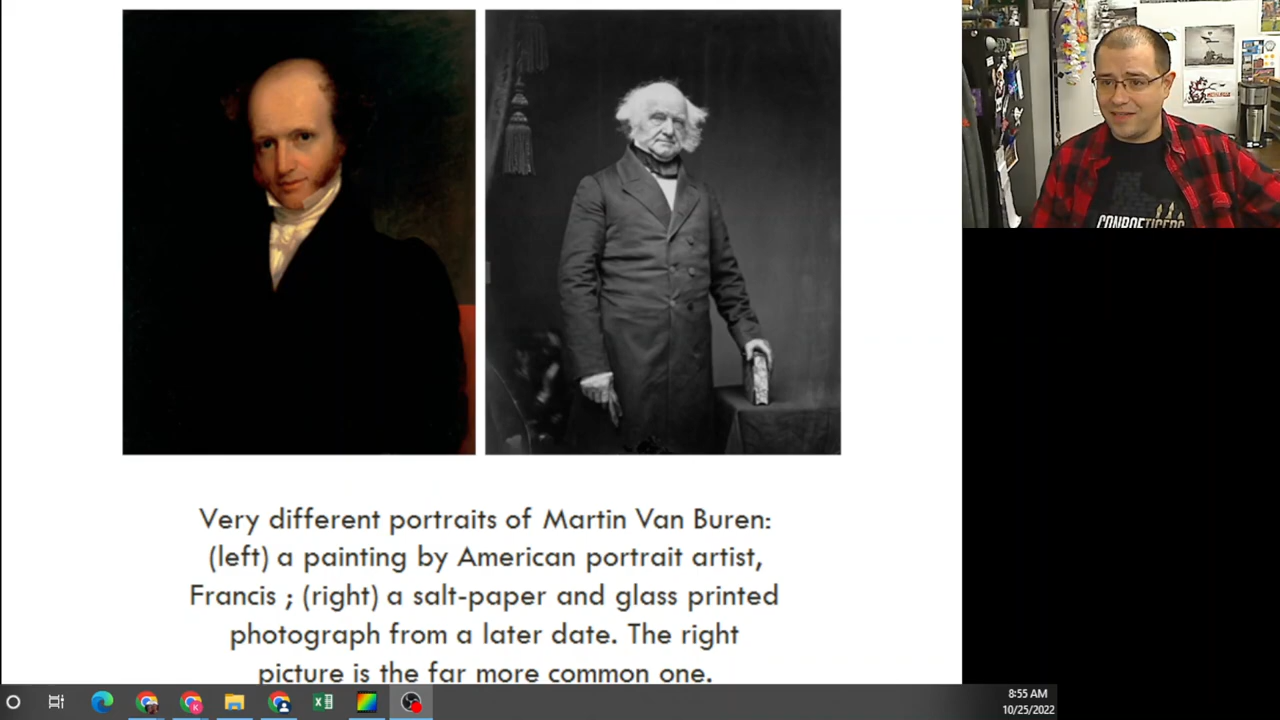 CONROETIGERS
Very different portraits of Martin Van Buren:
(left) a painting by American portrait artist,
Francis ; (right) a salt-paper and glass printed
photograph from a later date. The right
picture is the far more common one.
8:55 AM
10/25/2022